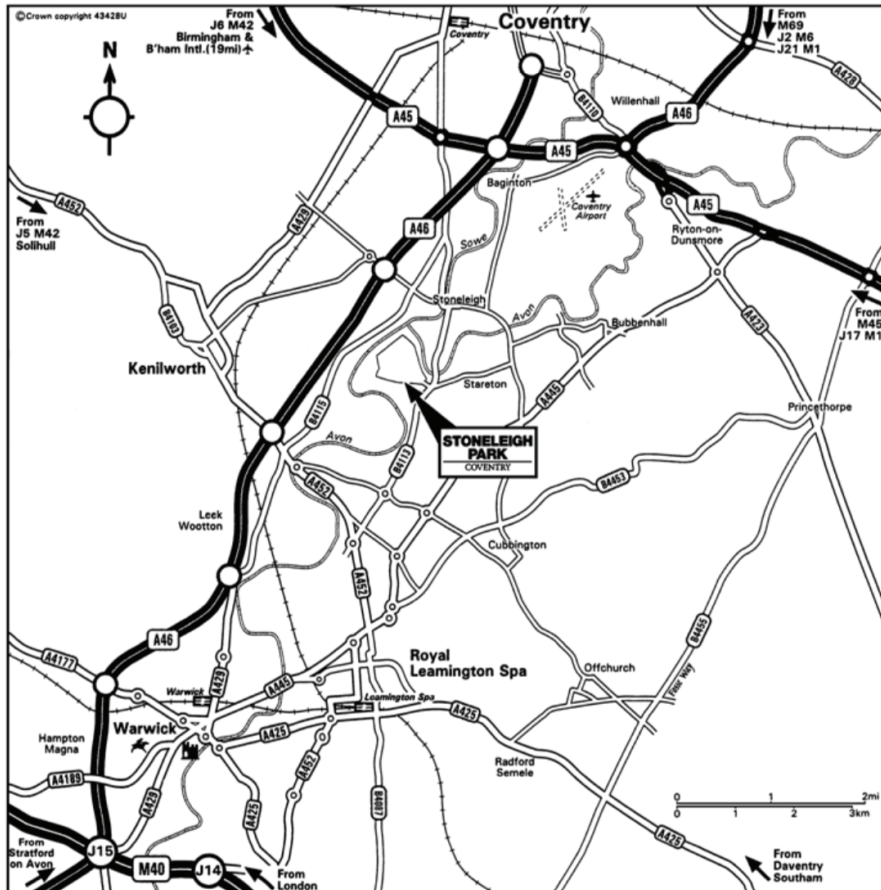 ©Crown copyright 43428U
From
J6 M42
Birmingham &
B'ham Intl.(19mi)
Coventry
Coventry
From
M69
J2 M6
J21 M1
A428
N
Willenhall
B4110
A46
A45
A45
Baginton
A452
From
J5 M42
Solihull
A429
A46
Sowe
Coventry
Airport
A45
Ryton-on-
Dunsmore
Stoneleigh
Avon
Bubbenhall
From
M45
J17 M1
A423
B4103
Kenilworth
Stareton
A445
B4115
Princethorpe
Avon
STONELEIGH
PARK
COVENTRY
B4113
A452
B4453
Leek
Wootton
Cubbington
A452
A46
B4455
Royal
Leamington Spa
Offchurch
Fosse Way
A4177
A429
A445
Warwick
Leamington Spa
A425
Warwick
A425
Hampton
Magna
Radford
Semele
A452
A4189
A429
A425
B4087
0 1 2mi
0 1 2 3km
A425
From
Stratford
on Avon
J15
M40
J14
From
London
From
Daventry
Southam